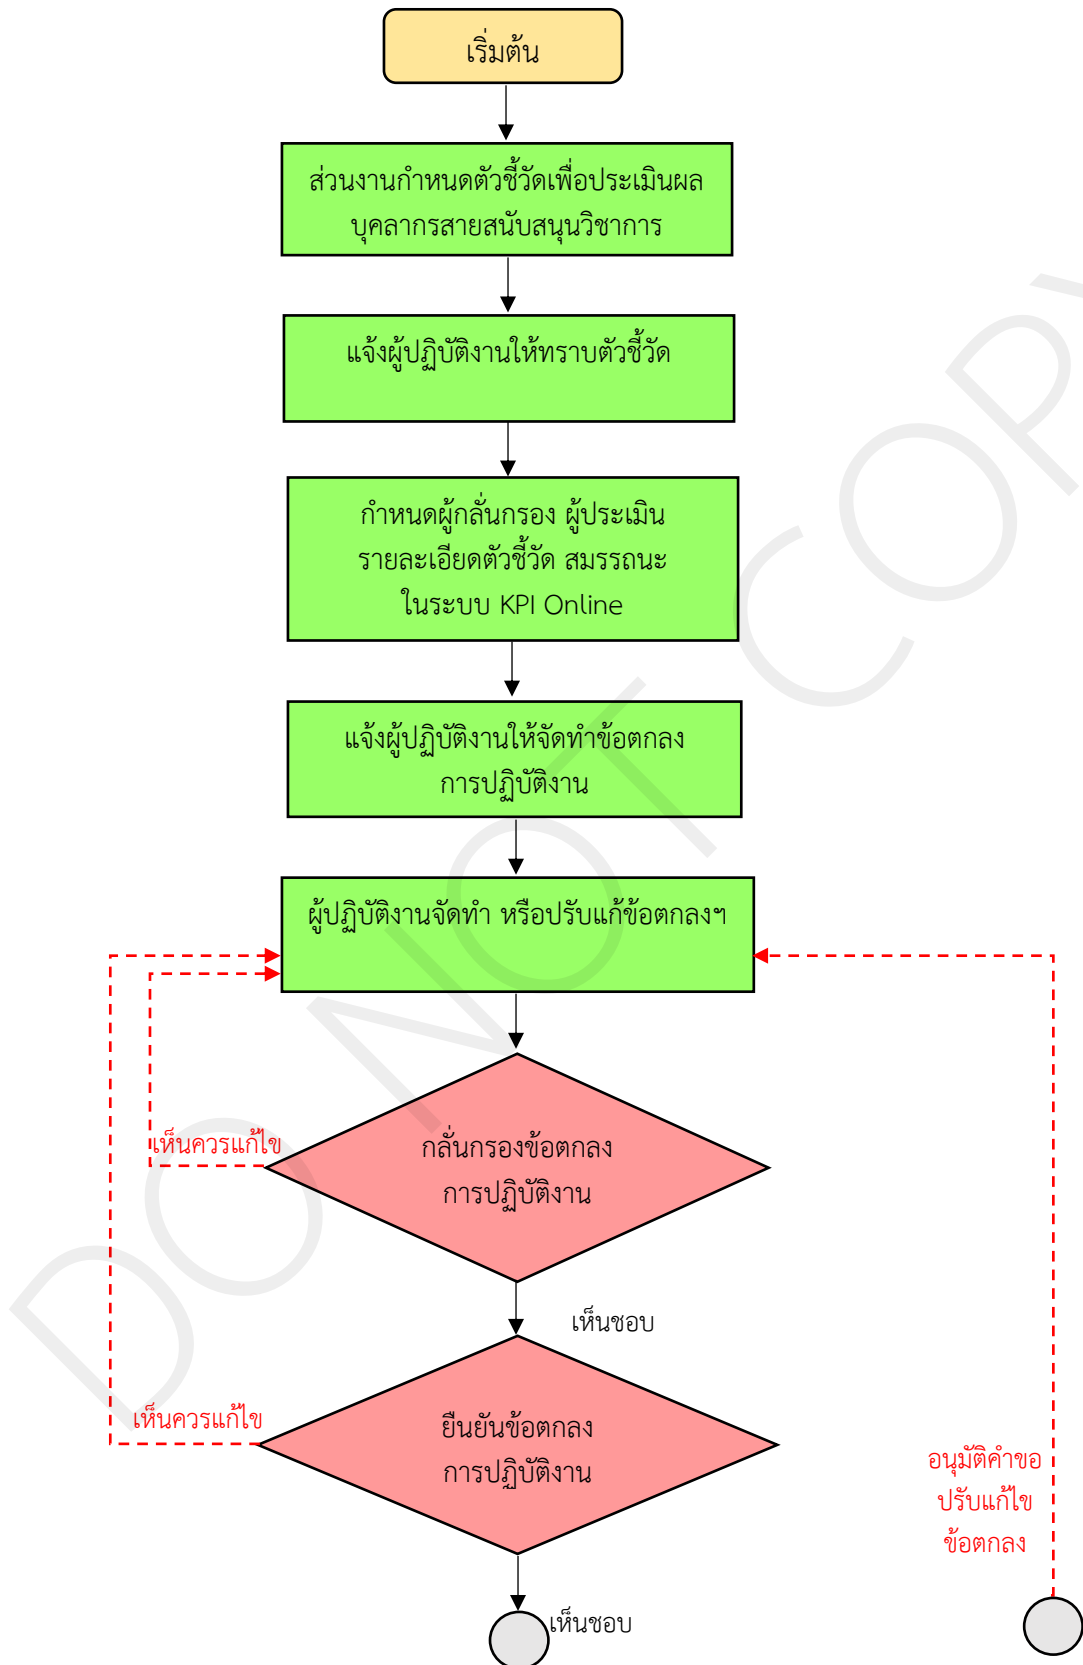 เริ่มต้น
ส่วนงานกำหนดตัวชี้วัดเพื่อประเมินผล
บุคลากรสายสนับสนุนวิชาการ
แจ้งผู้ปฏิบัติงานให้ทราบตัวชี้วัด
กำหนดผู้กลั่นกรอง ผู้ประเมิน
รายละเอียดตัวชี้วัด สมรรถนะ
ในระบบ KPI Online
แจ้งผู้ปฏิบัติงานให้จัดทำข้อตกลง
การปฏิบัติงาน
ผู้ปฏิบัติงานจัดทำ หรือปรับแก้ข้อตกลงฯ
เห็นควรแก้ไข
กลั่นกรองข้อตกลง
การปฏิบัติงาน
เห็นชอบ
เห็นควรแก้ไข
ยืนยันข้อตกลง
การปฏิบัติงาน
อนุมัติคำขอ
ปรับแก้ไข
ข้อตกลง
เห็นชอบ
DO NOT COPY